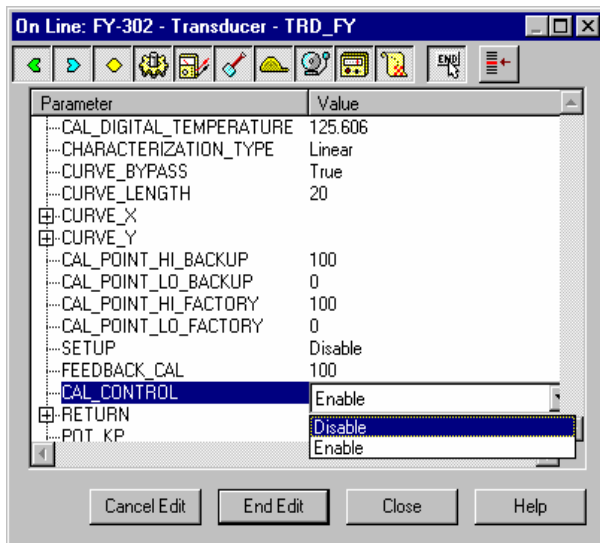 On Line: FY-302 - Transducer - TRD_FY
END
Parameter Value
CAL_DIGITAL_TEMPERATURE 125.606
CHARACTERIZATION_TYPE Linear
CURVE_BYPASS True
CURVE_LENGTH 20
CURVE_X
CURVE_Y
CAL_POINT_HI_BACKUP 100
CAL_POINT_LO_BACKUP 0
CAL_POINT_HI_FACTORY 100
CAL_POINT_LO_FACTORY 0
SETUP Disable
FEEDBACK_CAL 100
CAL_CONTROL Enable
RETURN Disable
POT_KP Enable
Cancel Edit End Edit Close Help